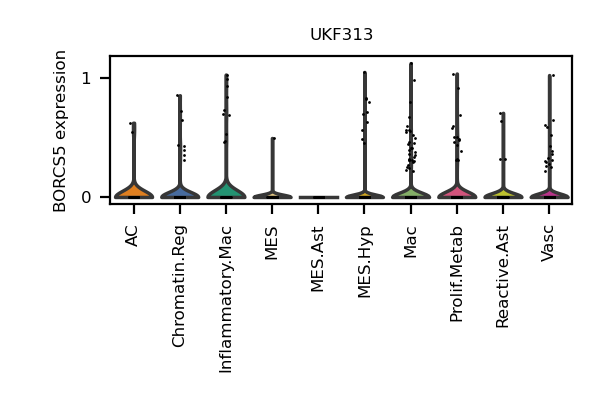 UKF313
BORCS5 expression
1
0
AC
Chromatin.Reg
Inflammatory.Mac
MES
MES.Ast
MES.Hyp
Mac
Prolif.Metab
Reactive.Ast
Vasc